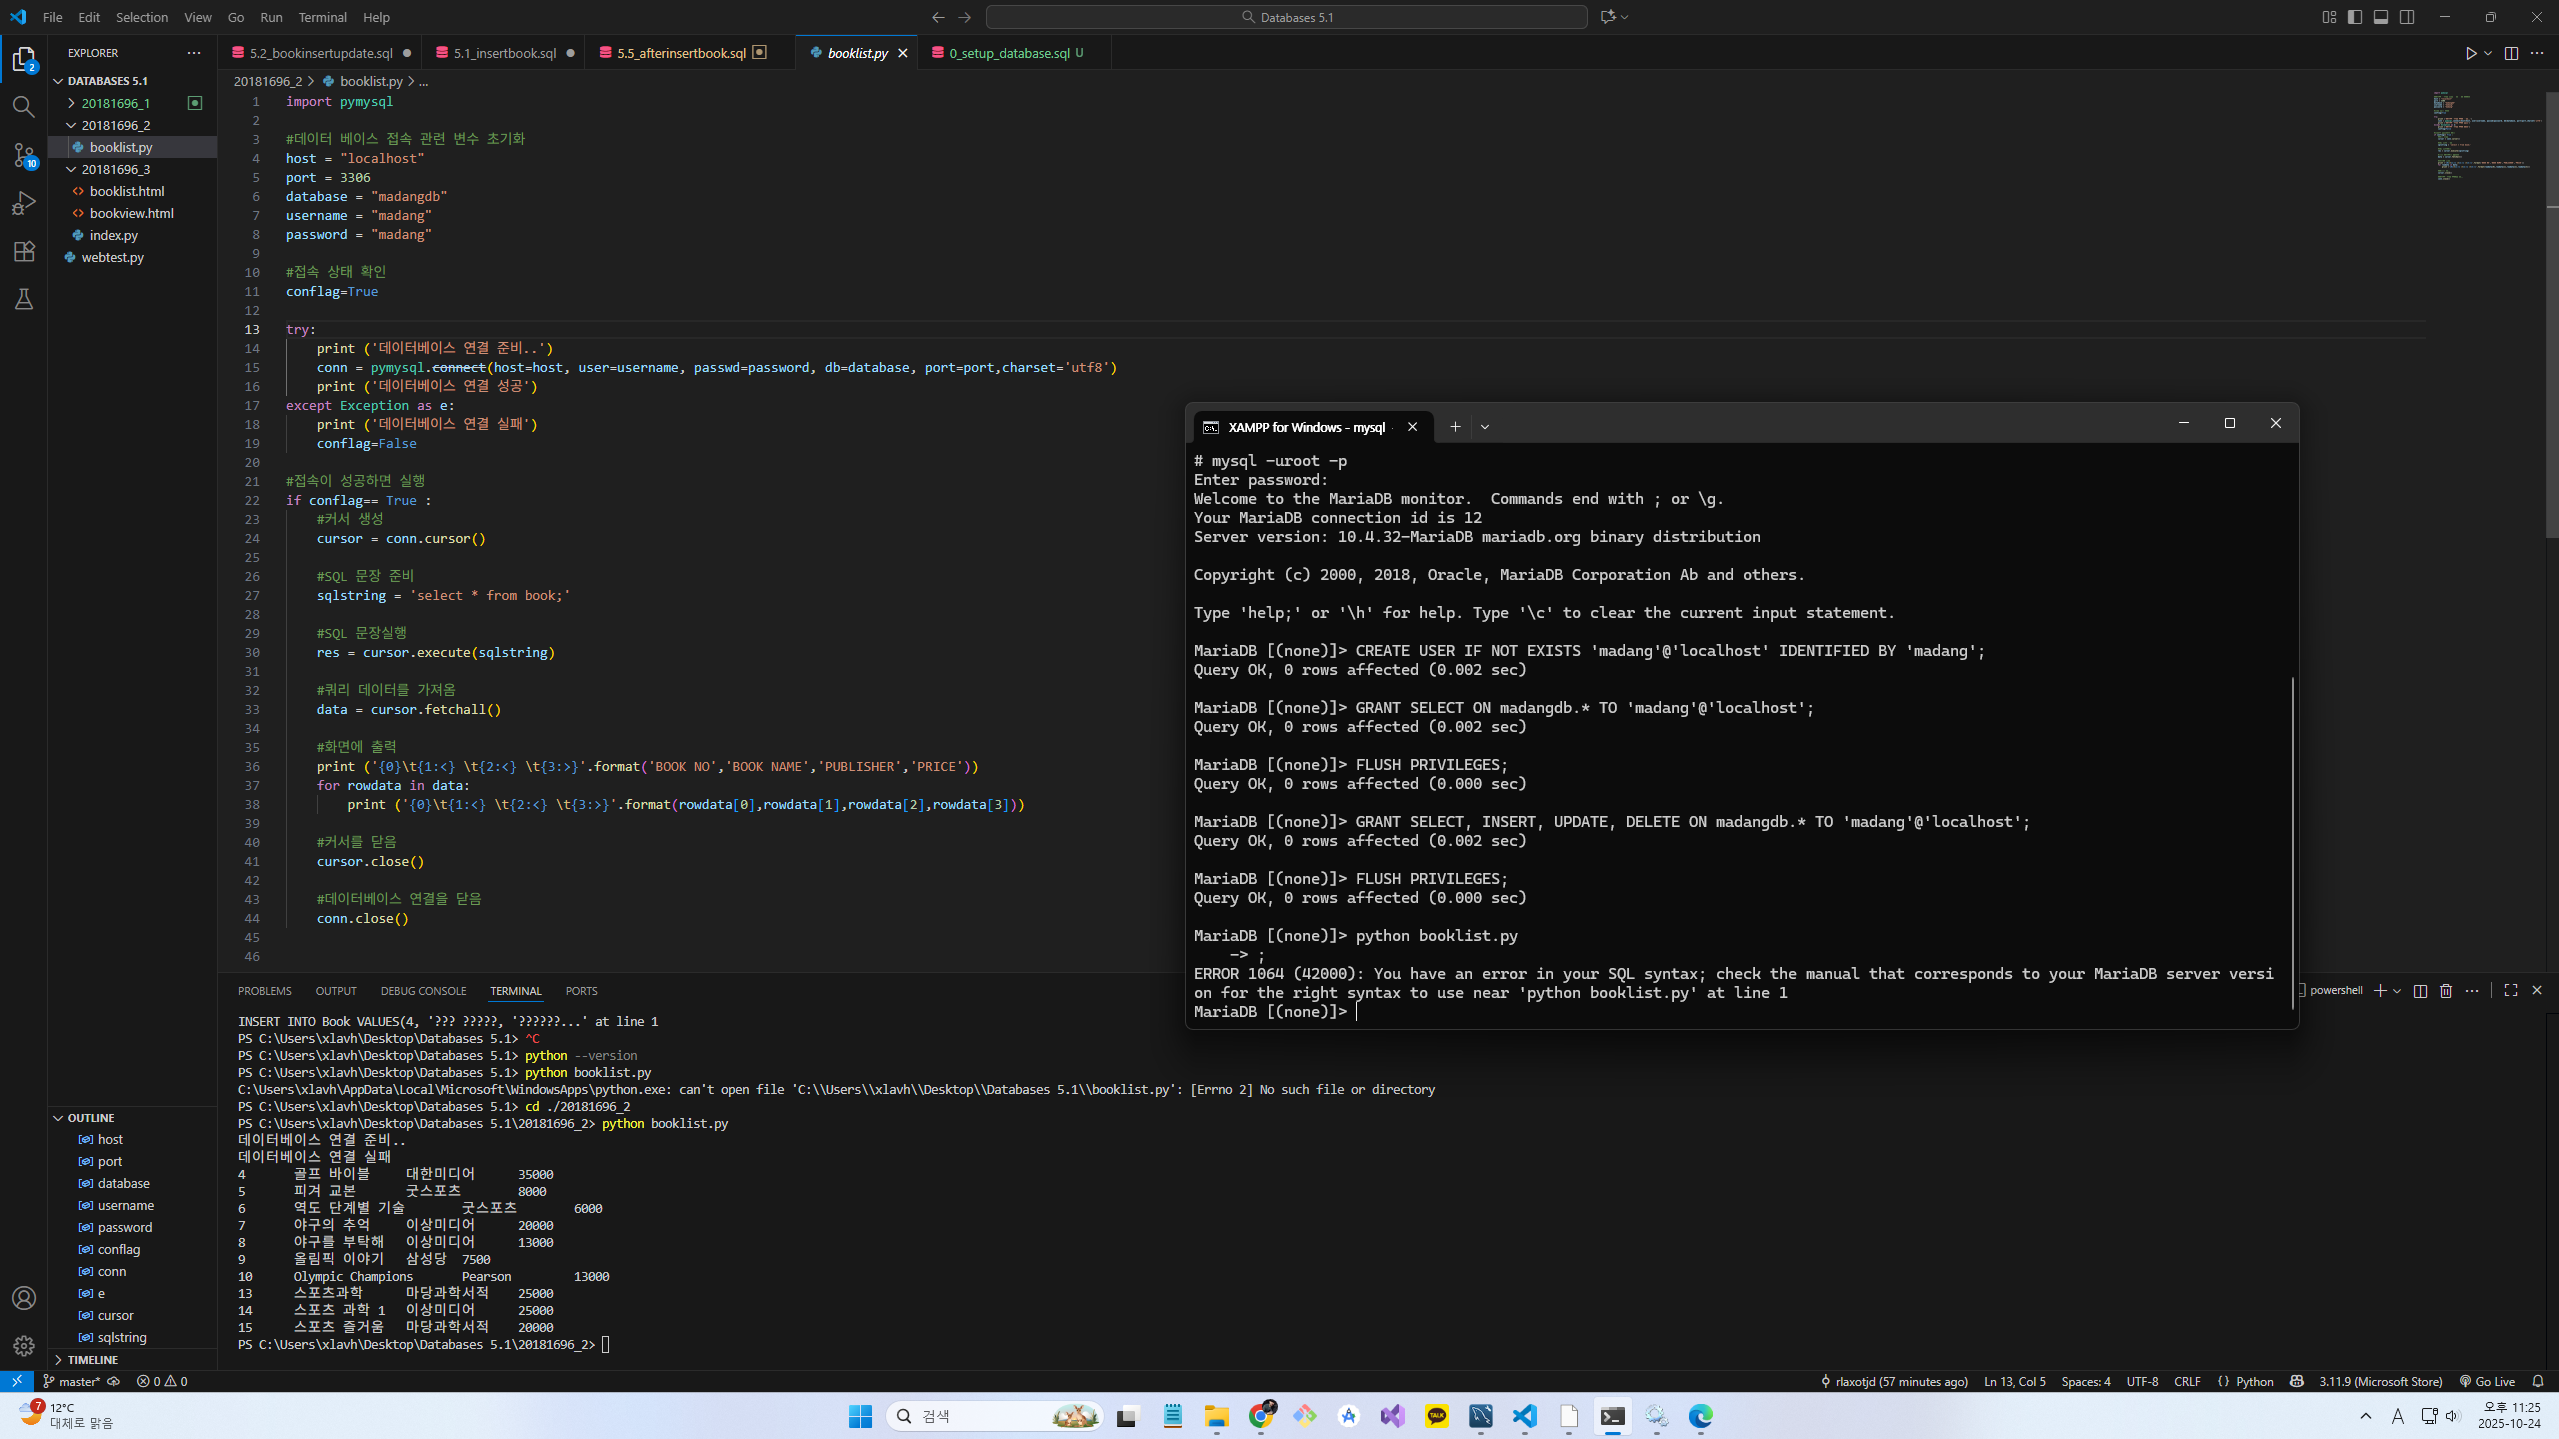 File Edit Selection View Go Run Terminal Help
Databases 5.1
EXPLORER
DATABASES 5.1
20181696_1
20181696_2
booklist.py
20181696_3
booklist.html
bookview.html
index.py
webtest.py
2
10
5.2_bookinsertupdate.sql
5.1_insertbook.sql
5.5_afterinsertbook.sql
booklist.py
0_setup_database.sql U
20181696_2 > booklist.py > ...
1 import pymysql
2
3 #데이터 베이스 접속 관련 변수 초기화
4 host = "localhost"
5 port = 3306
6 database = "madangdb"
7 username = "madang"
8 password = "madang"
9
10 #접속 상태 확인
11 conflag=True
12
13 try:
14 print ('데이터베이스 연결 준비..')
15 conn = pymysql.connect(host=host, user=username, passwd=password, db=database, port=port,charset='utf8')
16 print ('데이터베이스 연결 성공')
17 except Exception as e:
18 print ('데이터베이스 연결 실패')
19 conflag=False
20
21 #접속이 성공하면 실행
22 if conflag== True :
23 #커서 생성
24 cursor = conn.cursor()
25
26 #SQL 문장 준비
27 sqlstring = 'select * from book;'
28
29 #SQL 문장실행
30 res = cursor.execute(sqlstring)
31
32 #쿼리 데이터를 가져옴
33 data = cursor.fetchall()
34
35 #화면에 출력
36 print ('{0}\t{1:<} \t{2:<} \t{3:>}'.format('BOOK NO','BOOK NAME','PUBLISHER','PRICE'))
37 for rowdata in data:
38 print ('{0}\t{1:<} \t{2:<} \t{3:>}'.format(rowdata[0],rowdata[1],rowdata[2],rowdata[3]))
39
40 #커서를 닫음
41 cursor.close()
42
43 #데이터베이스 연결을 닫음
44 conn.close()
45
46
XAMPP for Windows - mysql
# mysql -uroot -p
Enter password:
Welcome to the MariaDB monitor.  Commands end with ; or \g.
Your MariaDB connection id is 12
Server version: 10.4.32-MariaDB mariadb.org binary distribution
Copyright (c) 2000, 2018, Oracle, MariaDB Corporation Ab and others.
Type 'help;' or '\h' for help. Type '\c' to clear the current input statement.
MariaDB [(none)]> CREATE USER IF NOT EXISTS 'madang'@'localhost' IDENTIFIED BY 'madang';
Query OK, 0 rows affected (0.002 sec)
MariaDB [(none)]> GRANT SELECT ON madangdb.* TO 'madang'@'localhost';
Query OK, 0 rows affected (0.002 sec)
MariaDB [(none)]> FLUSH PRIVILEGES;
Query OK, 0 rows affected (0.000 sec)
MariaDB [(none)]> GRANT SELECT, INSERT, UPDATE, DELETE ON madangdb.* TO 'madang'@'localhost';
Query OK, 0 rows affected (0.002 sec)
MariaDB [(none)]> FLUSH PRIVILEGES;
Query OK, 0 rows affected (0.000 sec)
MariaDB [(none)]> python booklist.py
-> ;
ERROR 1064 (42000): You have an error in your SQL syntax; check the manual that corresponds to your MariaDB server versi
on for the right syntax to use near 'python booklist.py' at line 1
MariaDB [(none)]>
PROBLEMS OUTPUT DEBUG CONSOLE TERMINAL PORTS
powershell
INSERT INTO Book VALUES(4, '??? ?????, '??????...' at line 1
PS C:\Users\xlavh\Desktop\Databases 5.1> ^C
PS C:\Users\xlavh\Desktop\Databases 5.1> python --version
PS C:\Users\xlavh\Desktop\Databases 5.1> python booklist.py
C:\Users\xlavh\AppData\Local\Microsoft\WindowsApps\python.exe: can't open file 'C:\\Users\\xlavh\\Desktop\\Databases 5.1\\booklist.py': [Errno 2] No such file or directory
PS C:\Users\xlavh\Desktop\Databases 5.1> cd ./20181696_2
PS C:\Users\xlavh\Desktop\Databases 5.1\20181696_2> python booklist.py
데이터베이스 연결 준비..
데이터베이스 연결 실패
4 골프 바이블 대한미디어 35000
5 피겨 교본 굿스포츠 8000
6 역도 단계별 기술 굿스포츠 6000
7 야구의 추억 이상미디어 20000
8 야구를 부탁해 이상미디어 13000
9 올림픽 이야기 삼성당 7500
10 Olympic Champions Pearson 13000
13 스포츠과학 마당과학서적 25000
14 스포츠 과학 1 이상미디어 25000
15 스포츠 즐거움 마당과학서적 20000
PS C:\Users\xlavh\Desktop\Databases 5.1\20181696_2>
OUTLINE
host
port
database
username
password
conflag
conn
e
cursor
sqlstring
TIMELINE
master* 0 0
rlaxotjd (57 minutes ago) Ln 13, Col 5 Spaces: 4 UTF-8 CRLF {} Python 3.11.9 (Microsoft Store) Go Live
7
12°C
대체로 맑음
검색
TALK
A
오후 11:25
2025-10-24